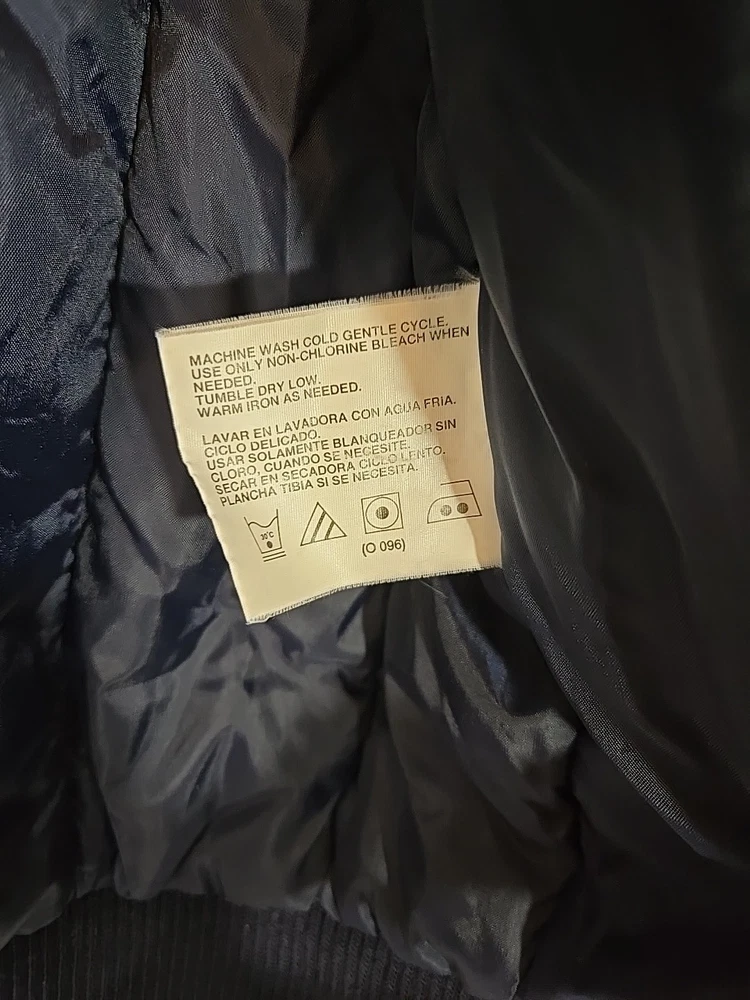 MACHINE WASH COLD GENTLE CYCLE.
USE ONLY NON-CHLORINE BLEACH WHEN
NEEDED.
TUMBLE DRY LOW.
WARM IRON AS NEEDED.
LAVAR EN LAVADORA CON AGUA FRIA.
CICLO DELICADO.
USAR SOLAMENTE BLANQUEADOR SIN
CLORO, CUANDO SE NECESITE.
SECAR EN SECADORA CICLO LENTO.
PLANCHA TIBIA SI SE NECESITA.
30°C
(O 096)